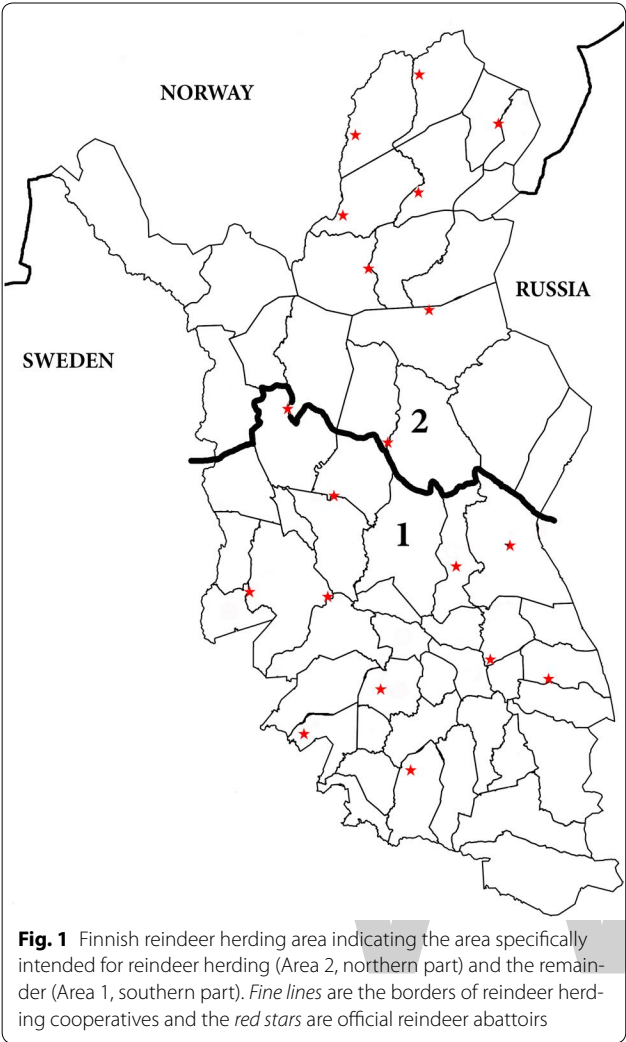 NORWAY
RUSSIA
SWEDEN
2
1
Fig. 1 Finnish reindeer herding area indicating the area specifically
intended for reindeer herding (Area 2, northern part) and the remain-
der (Area 1, southern part). Fine lines are the borders of reindeer herd-
ing cooperatives and the red stars are official reindeer abattoirs